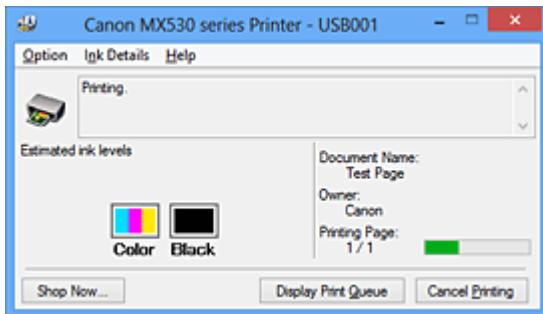 Canon MX530 series Printer - USB001
Option Ink Details Help
Printing.
Estimated ink levels
Document Name:
Test Page
Owner:
Canon
Printing Page:
1 / 1
Color Black
Shop Now... Display Print Queue Cancel Printing